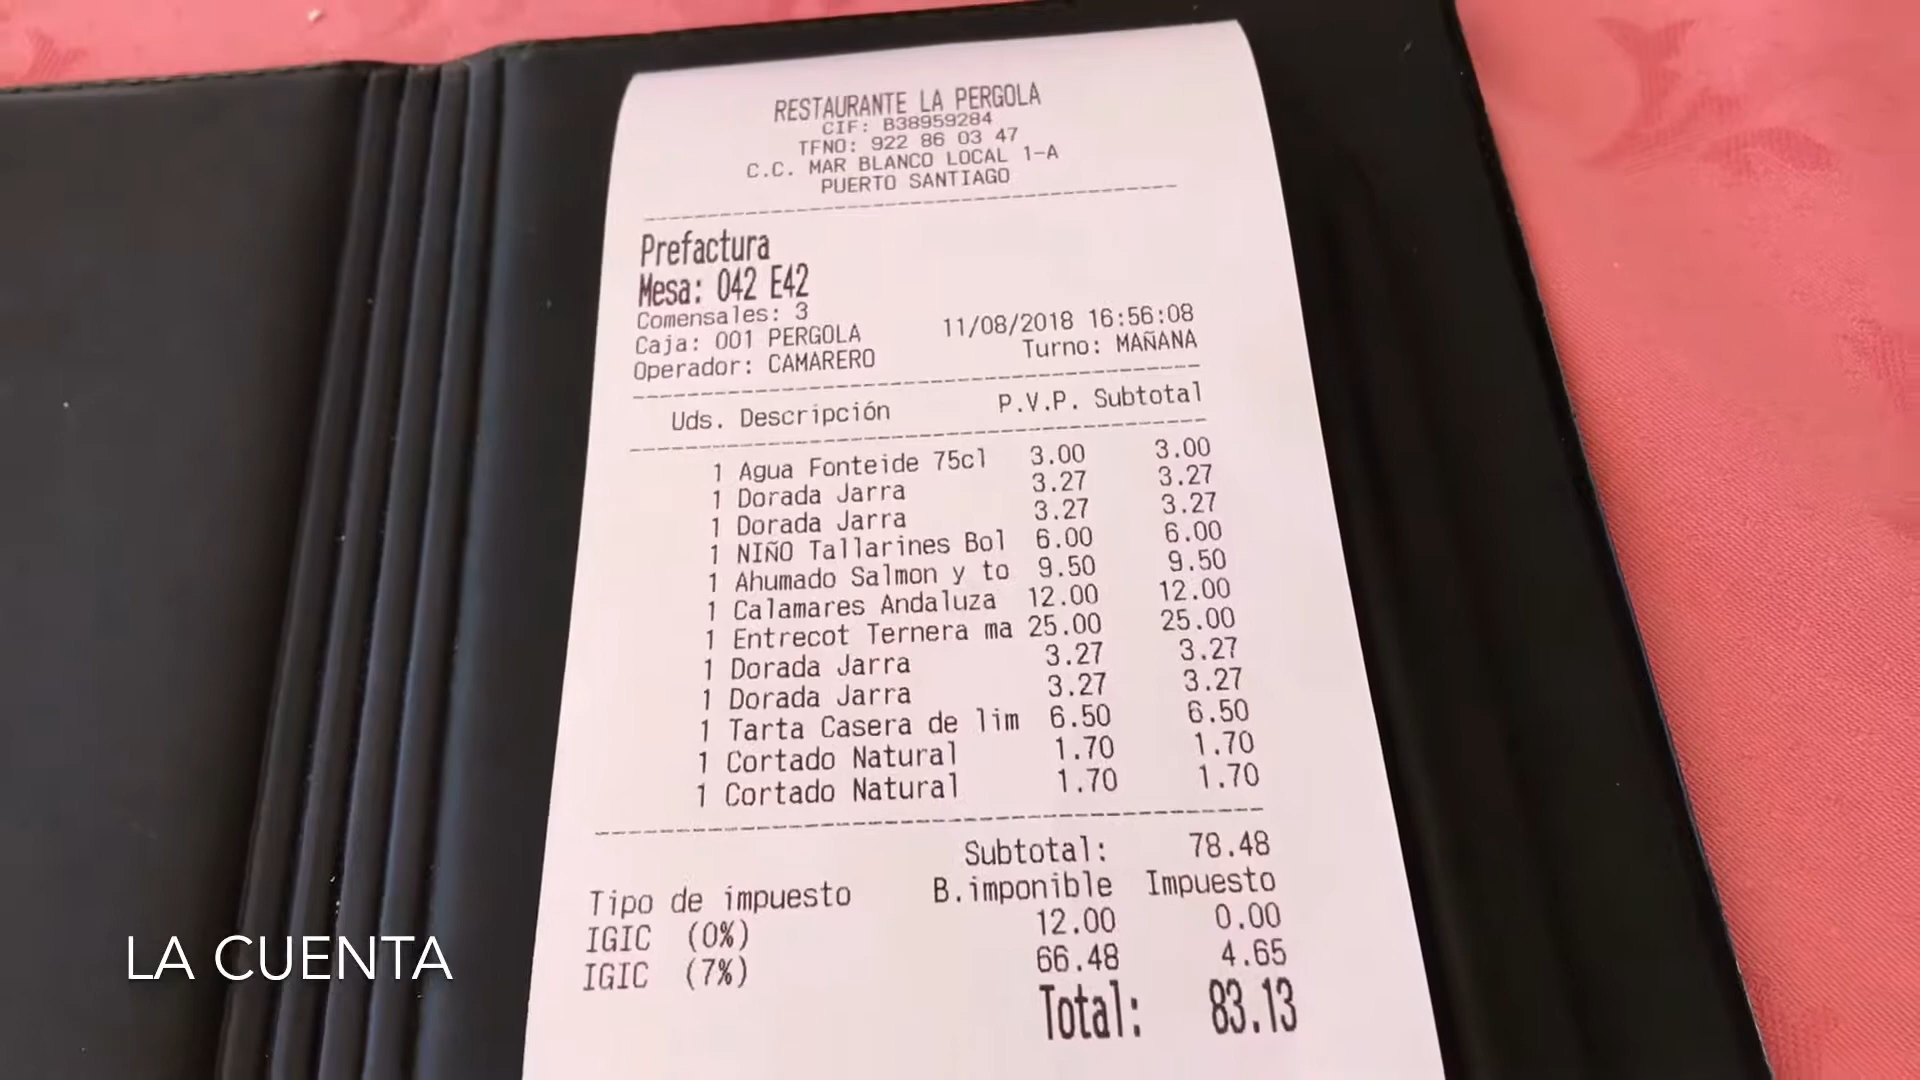 RESTAURANTE LA PERGOLA
CIF: B38959284
TFNO: 922 86 03 47
C.C. MAR BLANCO LOCAL 1-A
PUERTO SANTIAGO
Prefactura
Mesa: 042 E42
Comensales: 3
Caja: 001 PERGOLA 11/08/2018 16:56:08
Operador: CAMARERO Turno: MAÑANA
Uds. Descripción P.V.P. Subtotal
1 Agua Fonteide 75cl 3.00 3.00
1 Dorada Jarra 3.27 3.27
1 Dorada Jarra 3.27 3.27
1 NIÑO Tallarines Bol 6.00 6.00
1 Ahumado Salmon y to 9.50 9.50
1 Calamares Andaluza 12.00 12.00
1 Entrecot Ternera ma 25.00 25.00
1 Dorada Jarra 3.27 3.27
1 Dorada Jarra 3.27 3.27
1 Tarta Casera de lim 6.50 6.50
1 Cortado Natural 1.70 1.70
1 Cortado Natural 1.70 1.70
Subtotal: 78.48
Tipo de impuesto B.imponible Impuesto
IGIC (0%) 12.00 0.00
IGIC (7%) 66.48 4.65
Total: 83.13
LA CUENTA